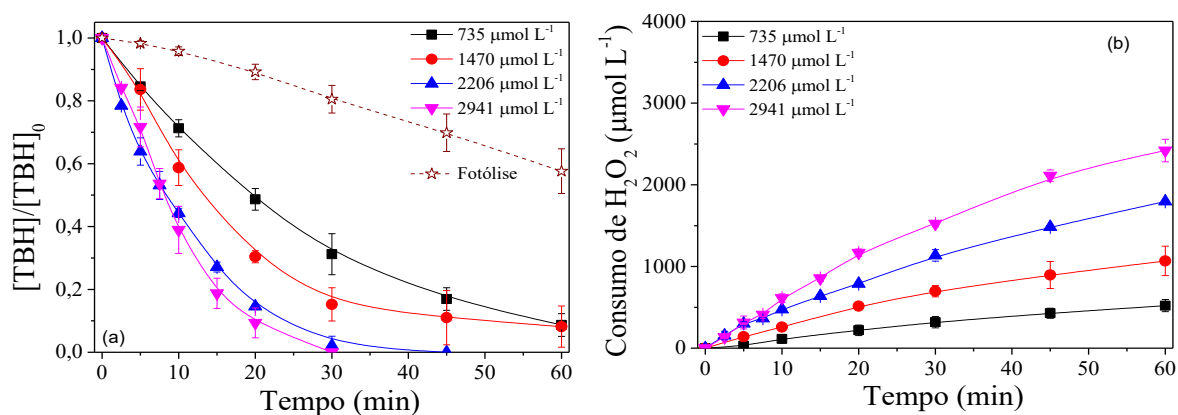 [TBH]/[TBH]0
1,0
0,8
0,6
0,4
0,2
0,0
735 μmol L-1
1470 μmol L-1
2206 μmol L-1
2941 μmol L-1
Fotólise
(a)
0 10 20 30 40 50 60
Tempo (min)
Consumo de H2O2 (μmol L-1)
4000
3000
2000
1000
0
735 μmol L-1
1470 μmol L-1
2206 μmol L-1
2941 μmol L-1
(b)
0 10 20 30 40 50 60
Tempo (min)